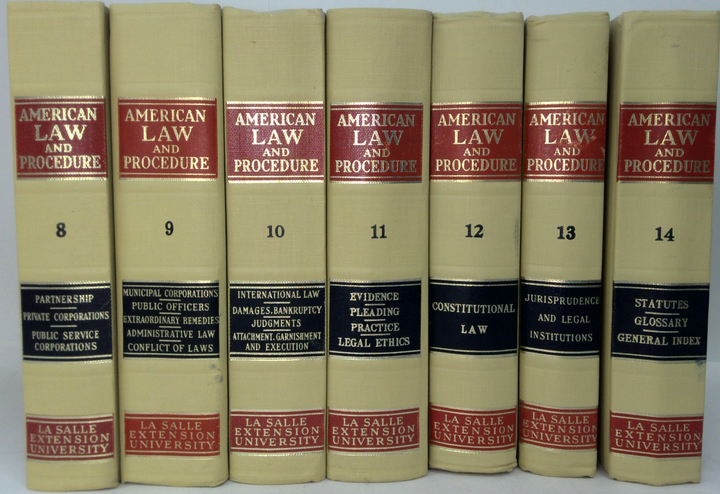 AMERICAN
LAW
AND
PROCEDURE
8
PARTNERSHIP
PRIVATE CORPORATIONS
PUBLIC SERVICE
CORPORATIONS
LA SALLE
EXTENSION
UNIVERSITY
AMERICAN
LAW
AND
PROCEDURE
9
MUNICIPAL CORPORATIONS
PUBLIC OFFICERS
EXTRAORDINARY REMEDIES
ADMINISTRATIVE LAW
CONFLICT OF LAWS
LA SALLE
EXTENSION
UNIVERSITY
AMERICAN
LAW
AND
PROCEDURE
10
INTERNATIONAL LAW
DAMAGES, BANKRUPTCY
JUDGMENTS
ATTACHMENT, GARNISHMENT
AND EXECUTION
LA SALLE
EXTENSION
UNIVERSITY
AMERICAN
LAW
AND
PROCEDURE
11
EVIDENCE
PLEADING
PRACTICE
LEGAL ETHICS
LA SALLE
EXTENSION
UNIVERSITY
AMERICAN
LAW
AND
PROCEDURE
12
CONSTITUTIONAL
LAW
LA SALLE
EXTENSION
UNIVERSITY
AMERICAN
LAW
AND
PROCEDURE
13
JURISPRUDENCE
AND LEGAL
INSTITUTIONS
LA SALLE
EXTENSION
UNIVERSITY
AMERICAN
LAW
AND
PROCEDURE
14
STATUTES
GLOSSARY
GENERAL INDEX
LA SALLE
EXTENSION
UNIVERSITY